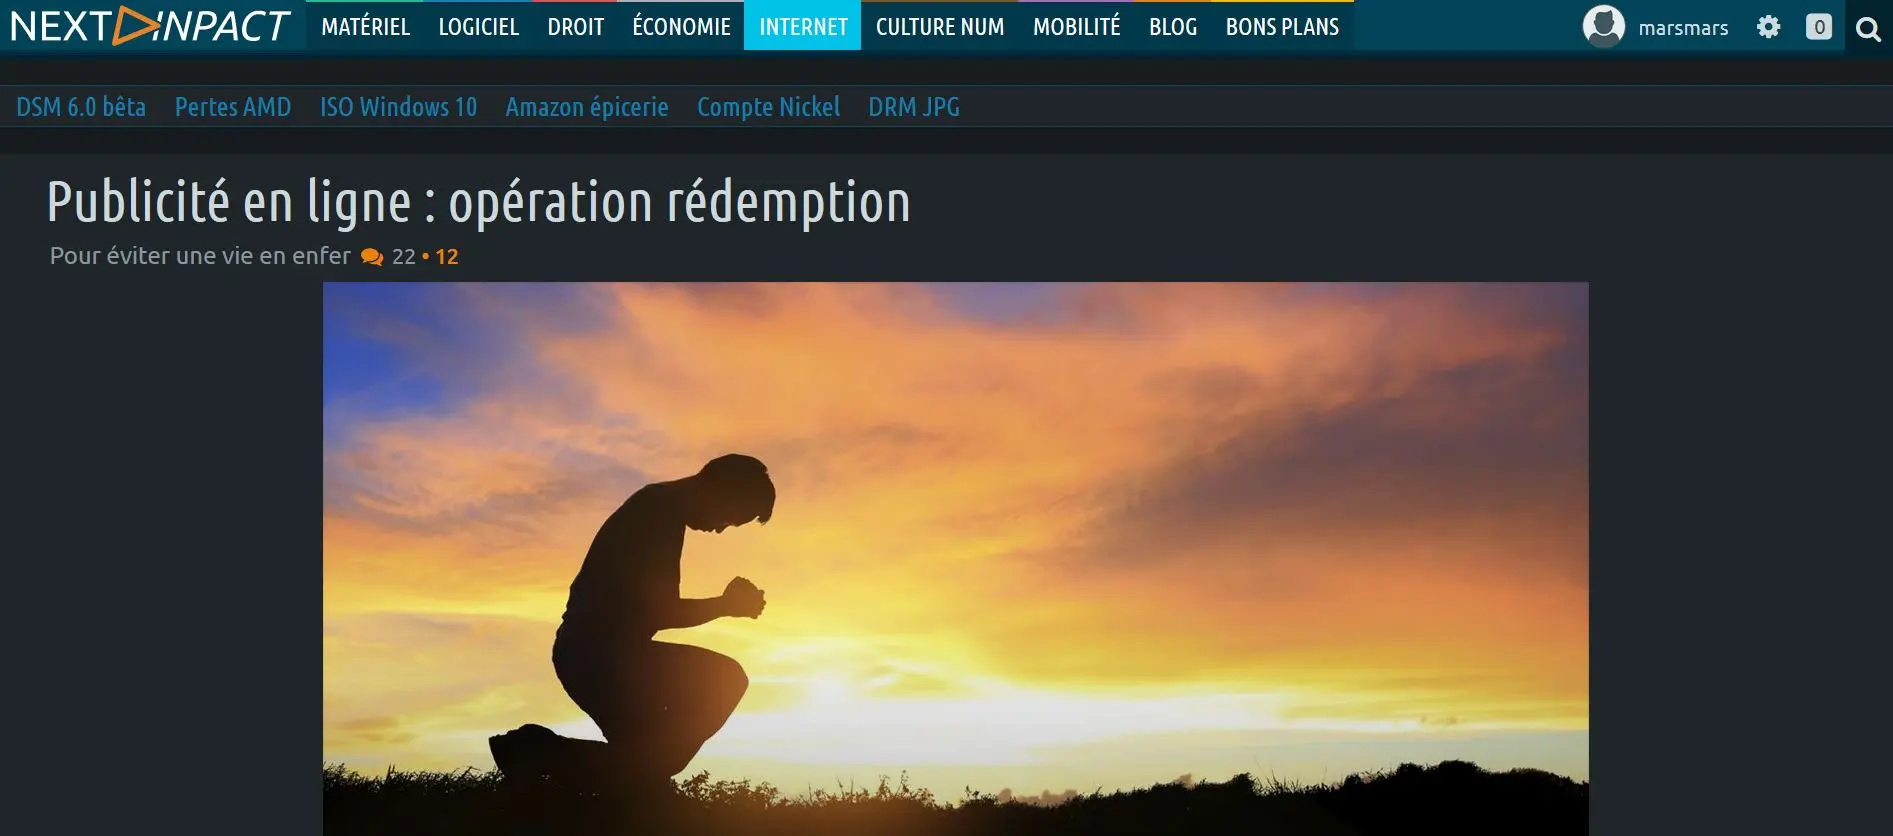 NEXT INPACT MATÉRIEL LOGICIEL DROIT ÉCONOMIE INTERNET CULTURE NUM MOBILITÉ BLOG BONS PLANS marsmars 0
DSM 6.0 bêta Pertes AMD ISO Windows 10 Amazon épicerie Compte Nickel DRM JPG
Publicité en ligne : opération rédemption
Pour éviter une vie en enfer 22 • 12